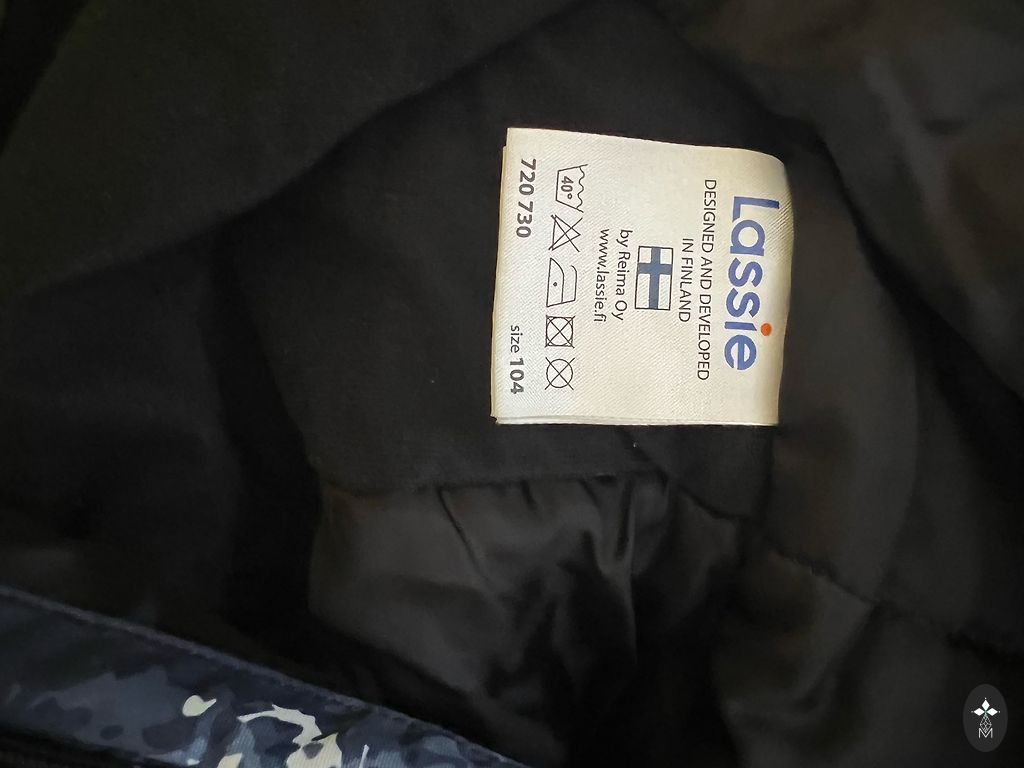 Lassie
DESIGNED AND DEVELOPED
IN FINLAND
by Reima Oy
www.lassie.fi
40°
720 730
size 104
M